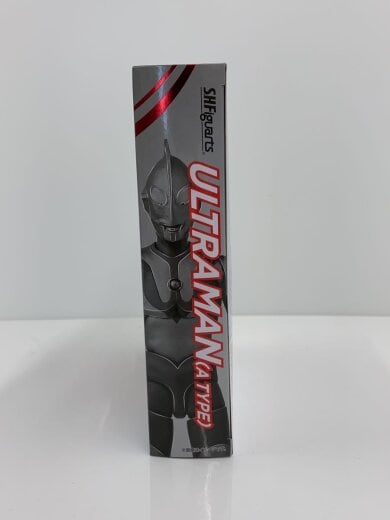 S.H.Figuarts
ULTRAMAN (A TYPE)